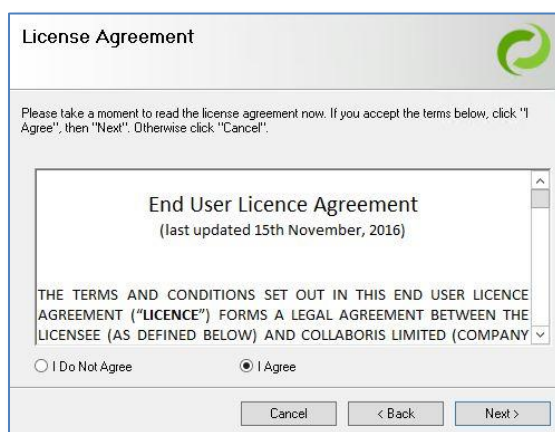 License Agreement
Please take a moment to read the license agreement now. If you accept the terms below, click "I
Agree", then "Next". Otherwise click "Cancel".
End User Licence Agreement
(last updated 15th November, 2016)
THE TERMS AND CONDITIONS SET OUT IN THIS END USER LICENCE
AGREEMENT (“LICENCE”) FORMS A LEGAL AGREEMENT BETWEEN THE
LICENSEE (AS DEFINED BELOW) AND COLLABORIS LIMITED (COMPANY
I Do Not Agree I Agree
Cancel < Back Next >